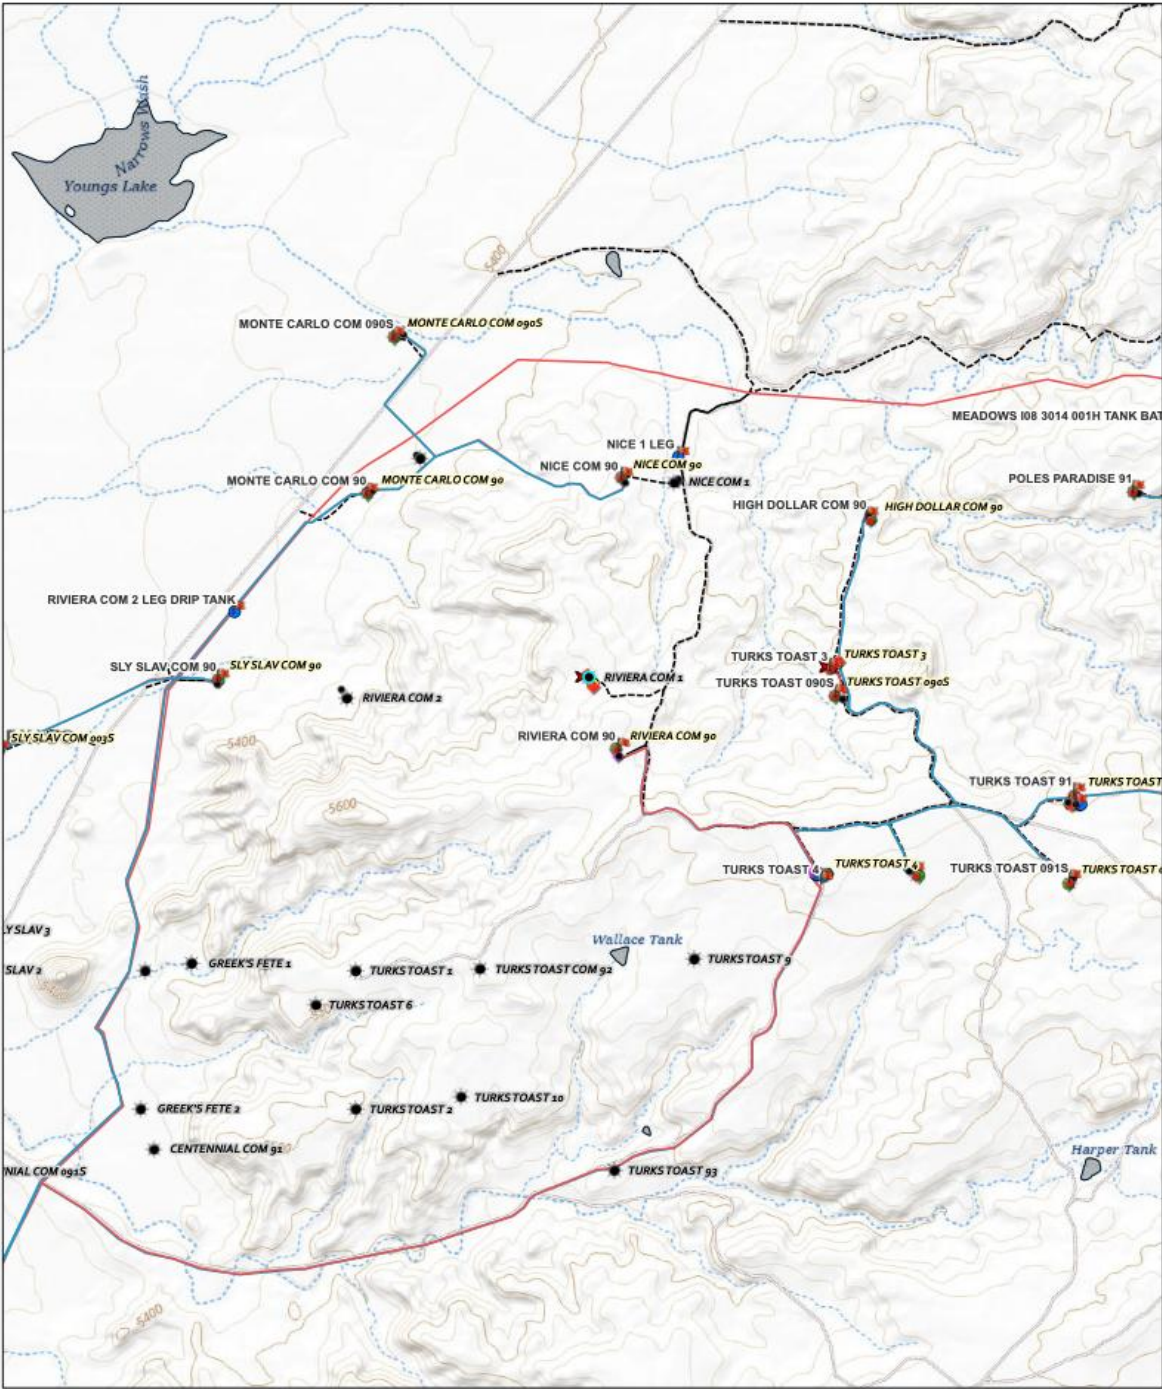 Narrows Wash
Youngs Lake
5400
MONTE CARLO COM 090S
MONTE CARLO COM 090S
MEADOWS I08 3014 001H TANK BAT
NICE 1 LEG
NICE COM 90
NICE COM 90
MONTE CARLO COM 90
MONTE CARLO COM 90
NICE COM 1
POLES PARADISE 91
HIGH DOLLAR COM 90
HIGH DOLLAR COM 90
RIVIERA COM 2 LEG DRIP TANK
SLY SLAV COM 90
SLY SLAV COM 90
TURKS TOAST 3
TURKS TOAST 3
RIVIERA COM 1
TURKS TOAST 090S
TURKS TOAST 090S
RIVIERA COM 2
SLY SLAV COM 003S
5400
RIVIERA COM 90
RIVIERA COM 90
TURKS TOAST 91
TURKS TOAST
5600
TURKS TOAST 4
TURKS TOAST 4
TURKS TOAST 091S
TURKS TOAST
LY SLAV 3
Wallace Tank
SLAV 2
GREEK'S FETE 1
TURKS TOAST 1
TURKS TOAST COM 92
TURKS TOAST 9
TURKS TOAST 6
GREEK'S FETE 2
TURKS TOAST 2
TURKS TOAST 10
CENTENNIAL COM 91
Harper Tank
NIAL COM 091S
TURKS TOAST 93
5400